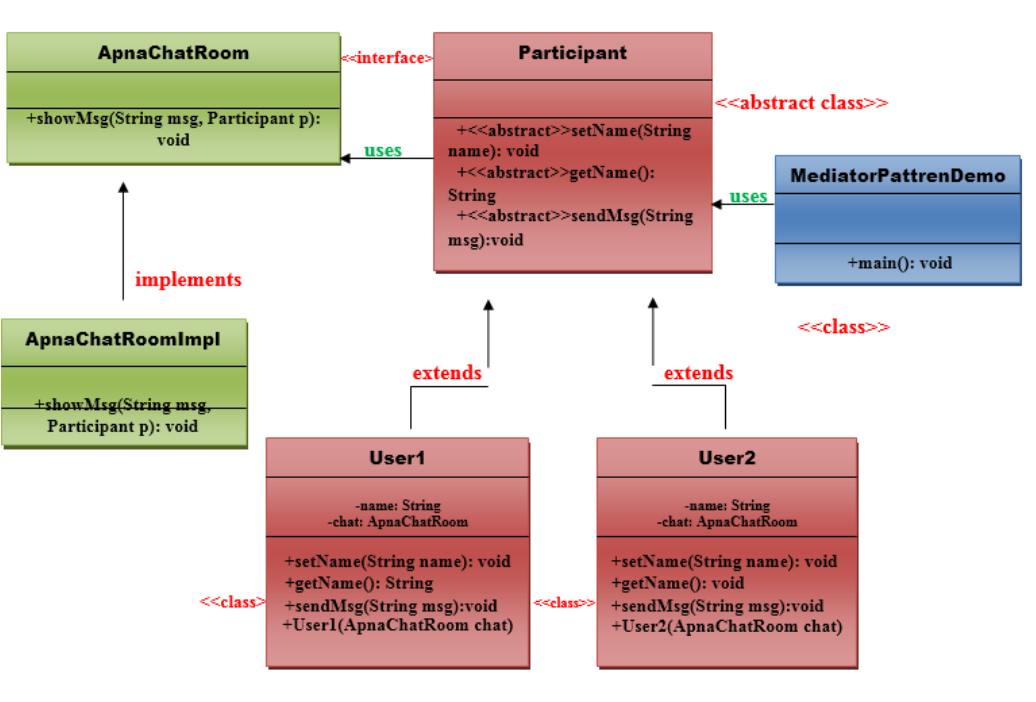 ApnaChatRoom
+showMsg(String msg, Participant p):
void
<<interface>
Participant
+<<abstract>>setName(String
name): void
+<<abstract>>getName():
String
+<<abstract>>sendMsg(String
msg):void
<<abstract class>>
uses
uses
MediatorPattrenDemo
+main(): void
<<class>>
implements
ApnaChatRoomImpl
+showMsg(String msg,
Participant p): void
extends
extends
User1
-name: String
-chat: ApnaChatRoom
+setName(String name): void
+getName(): String
+sendMsg(String msg):void
+User1(ApnaChatRoom chat)
<<class>
User2
-name: String
-chat: ApnaChatRoom
+setName(String name): void
+getName(): void
+sendMsg(String msg):void
+User2(ApnaChatRoom chat)
<<class>>